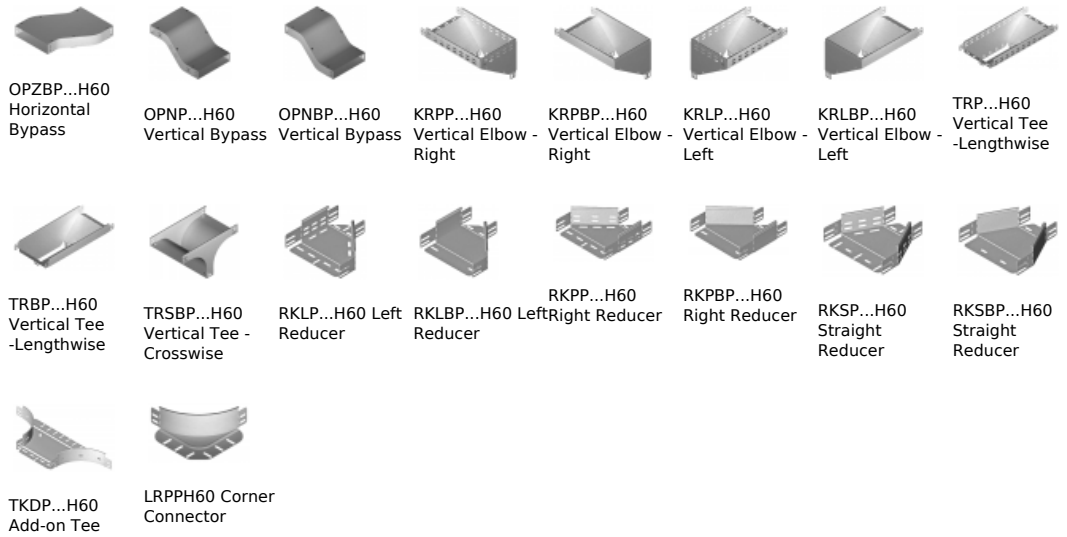 OPZBP...H60
Horizontal
Bypass
OPNP...H60
Vertical Bypass
OPNBP...H60
Vertical Bypass
KRPP...H60
Vertical Elbow -
Right
KRPBP...H60
Vertical Elbow -
Right
KRLP...H60
Vertical Elbow -
Left
KRLBP...H60
Vertical Elbow -
Left
TRP...H60
Vertical Tee
-Lengthwise
TRBP...H60
Vertical Tee
-Lengthwise
TRSBP...H60
Vertical Tee -
Crosswise
RKLP...H60 Left
Reducer
RKLBP...H60 Left
Reducer
RKPP...H60
Right Reducer
RKPBP...H60
Right Reducer
RKSP...H60
Straight
Reducer
RKSBP...H60
Straight
Reducer
TKDP...H60
Add-on Tee
LRPPH60 Corner
Connector